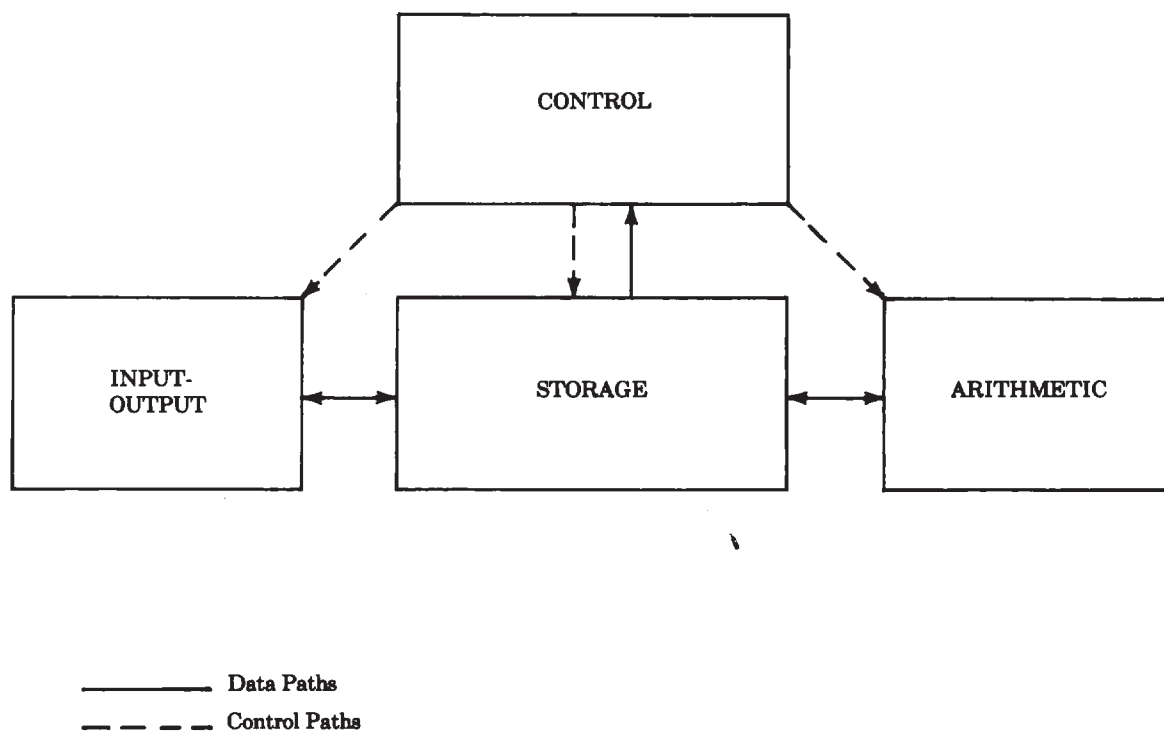 CONTROL
INPUT-
OUTPUT
STORAGE
ARITHMETIC
Data Paths
Control Paths